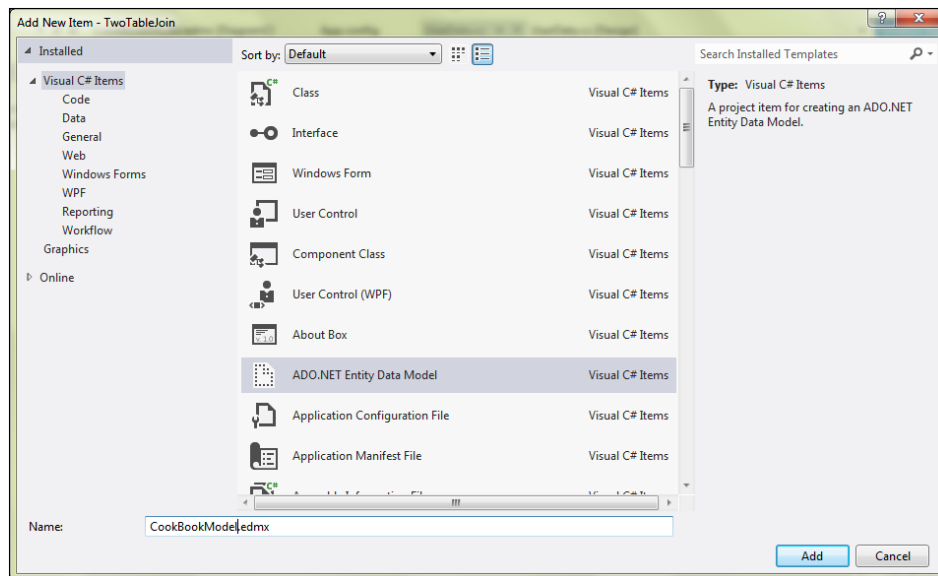 Add New Item - TwoTableJoin
Installed
Sort by: Default
Search Installed Templates
Visual C# Items
Code
Data
General
Web
Windows Forms
WPF
Reporting
Workflow
Graphics
Online
C#
Class Visual C# Items
Interface Visual C# Items
Windows Form Visual C# Items
User Control Visual C# Items
Component Class Visual C# Items
User Control (WPF) Visual C# Items
v 1.0
About Box Visual C# Items
ADO.NET Entity Data Model Visual C# Items
Application Configuration File Visual C# Items
Application Manifest File Visual C# Items
C#
Type: Visual C# Items
A project item for creating an ADO.NET
Entity Data Model.
Name: CookBookModel.edmx
Add Cancel